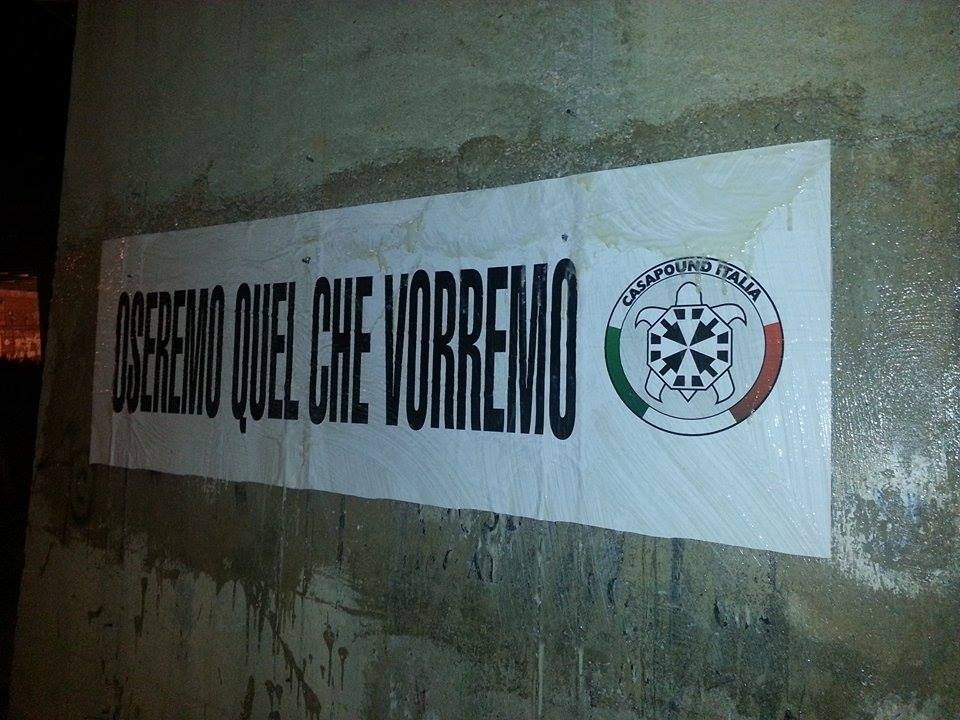 OSEREMO QUEL CHE VORREMO
CASAPOUND ITALIA